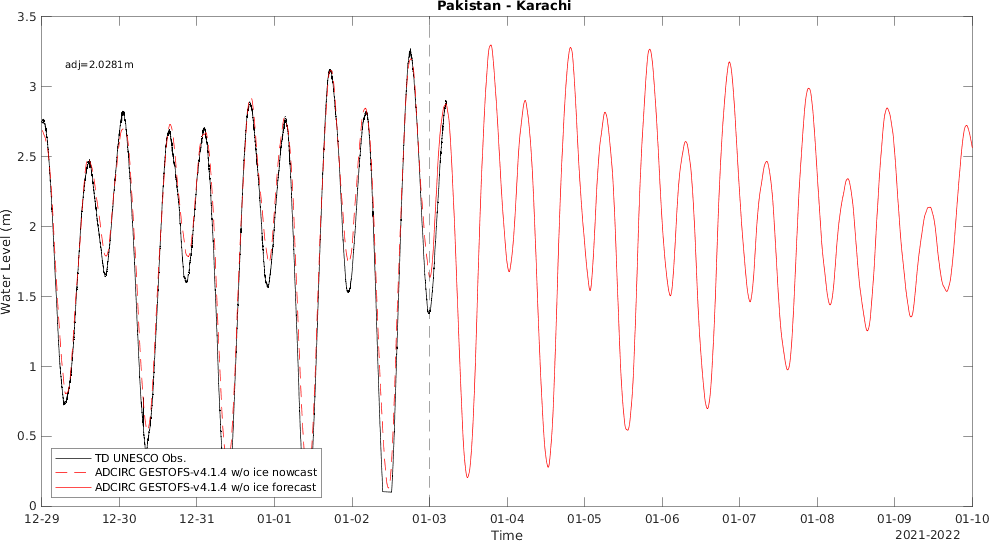 Pakistan - Karachi
3.5
3
2.5
2
1.5
1
0.5
0
Water Level (m)
adj=2.0281m
TD UNESCO Obs.
ADCIRC GESTOFS-v4.1.4 w/o ice nowcast
ADCIRC GESTOFS-v4.1.4 w/o ice forecast
12-29 12-30 12-31 01-01 01-02 01-03 01-04 01-05 01-06 01-07 01-08 01-09 01-10
Time
2021-2022